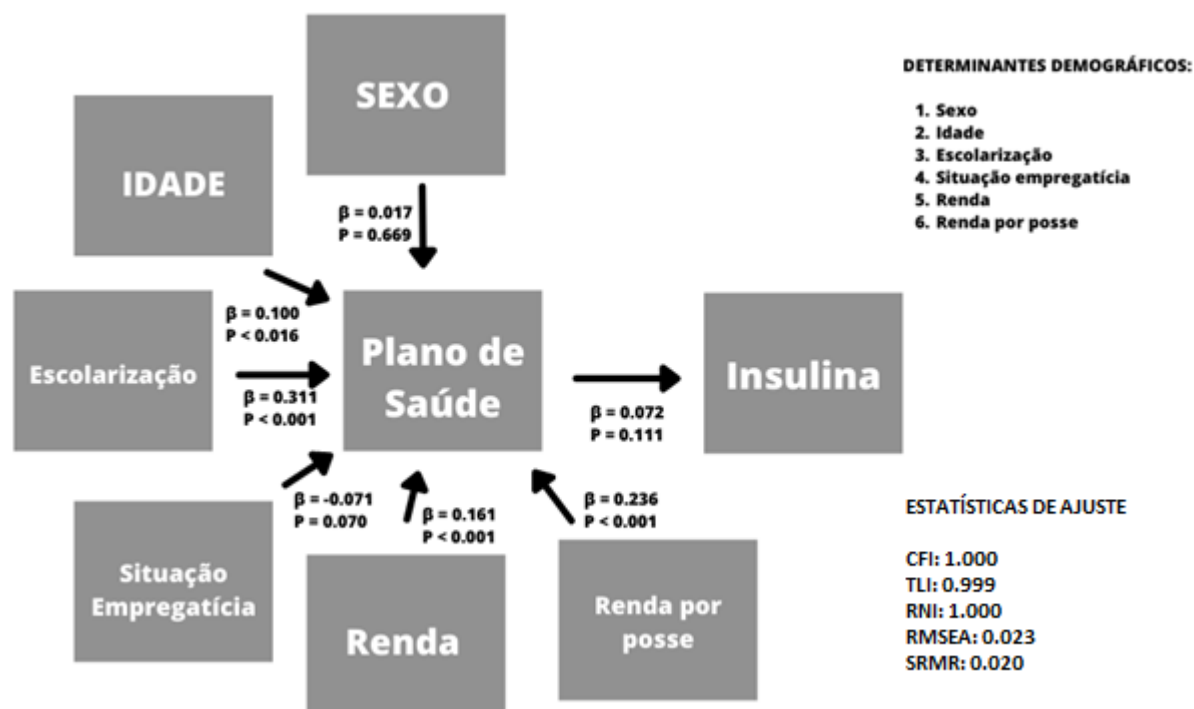 SEXO
DETERMINANTES DEMOGRÁFICOS:
1. Sexo
2. Idade
3. Escolarização
4. Situação empregatícia
5. Renda
6. Renda por posse
IDADE
β = 0.017
P = 0.669
β = 0.100
P < 0.016
Escolarização
β = 0.311
P < 0.001
Plano de
Saúde
β = 0.072
P = 0.111
Insulina
β = -0.071
P = 0.070
β = 0.161
P < 0.001
β = 0.236
P < 0.001
Situação
Empregatícia
Renda
Renda por
posse
ESTATÍSTICAS DE AJUSTE
CFI: 1.000
TLI: 0.999
RNI: 1.000
RMSEA: 0.023
SRMR: 0.020